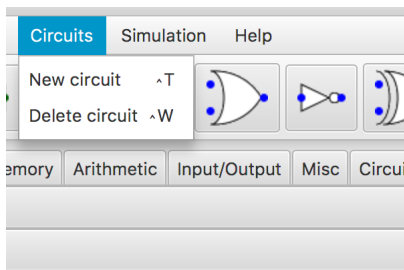 Circuits Simulation Help
New circuit ^T
Delete circuit ^W
emory Arithmetic Input/Output Misc Circui